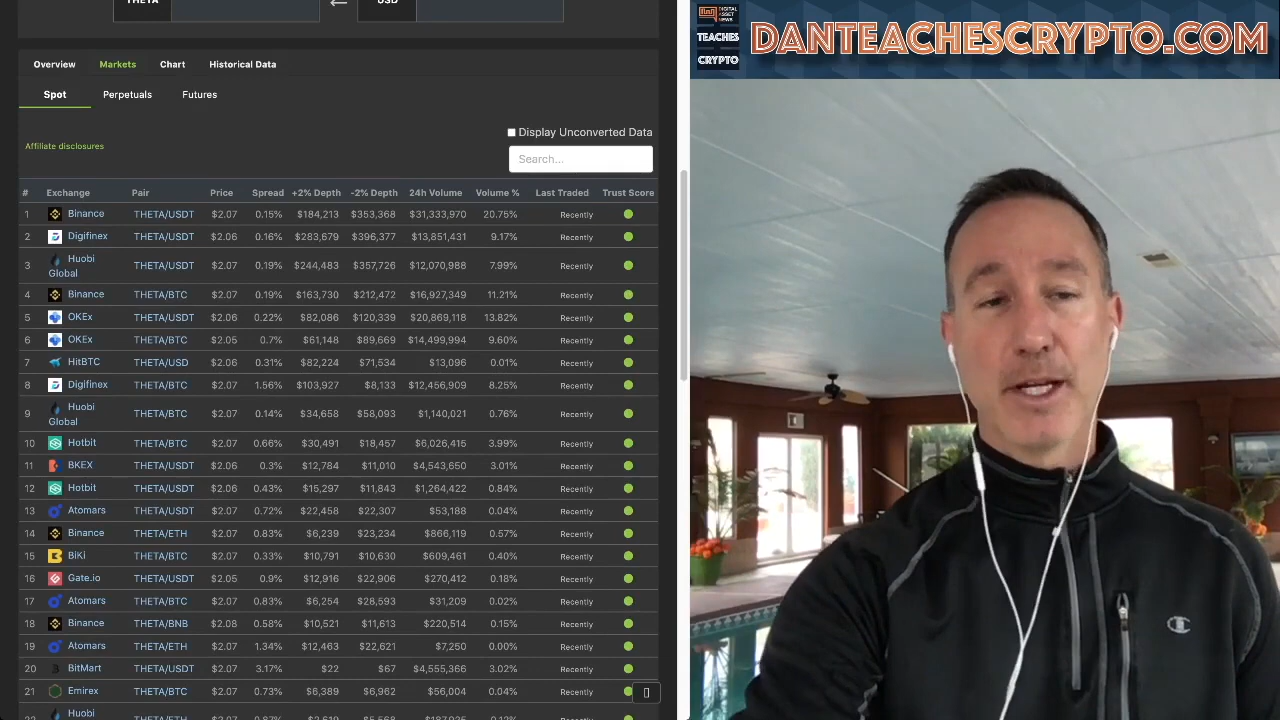 THETA USD
Overview Markets Chart Historical Data
Spot Perpetuals Futures
Display Unconverted Data
Affiliate disclosures
Search...
# Exchange Pair Price Spread +2% Depth -2% Depth 24h Volume Volume % Last Traded Trust Score
1 Binance THETA/USDT $2.07 0.15% $184,213 $353,368 $31,333,970 20.75% Recently
2 Digifinex THETA/USDT $2.06 0.16% $283,679 $396,377 $13,851,431 9.17% Recently
3 Huobi Global THETA/USDT $2.07 0.19% $244,483 $357,726 $12,070,988 7.99% Recently
4 Binance THETA/BTC $2.07 0.19% $163,730 $212,472 $16,927,349 11.21% Recently
5 OKEx THETA/USDT $2.06 0.22% $82,086 $120,339 $20,869,118 13.82% Recently
6 OKEx THETA/BTC $2.05 0.7% $61,148 $89,669 $14,499,994 9.60% Recently
7 HitBTC THETA/USD $2.06 0.31% $82,224 $71,534 $13,096 0.01% Recently
8 Digifinex THETA/BTC $2.07 1.56% $103,927 $8,133 $12,456,909 8.25% Recently
9 Huobi Global THETA/BTC $2.07 0.14% $34,658 $58,093 $1,140,021 0.76% Recently
10 Hotbit THETA/BTC $2.07 0.66% $30,491 $18,457 $6,026,415 3.99% Recently
11 BKEX THETA/USDT $2.06 0.3% $12,784 $11,010 $4,543,650 3.01% Recently
12 Hotbit THETA/USDT $2.06 0.43% $15,297 $11,843 $1,264,422 0.84% Recently
13 Atomars THETA/USDT $2.07 0.72% $22,458 $22,307 $53,188 0.04% Recently
14 Binance THETA/ETH $2.07 0.57% $6,239 $23,234 $866,119 0.57% Recently
15 BiKi THETA/BTC $2.07 0.33% $10,791 $10,630 $609,461 0.40% Recently
16 Gate.io THETA/USDT $2.05 0.9% $12,916 $22,906 $270,412 0.18% Recently
17 Atomars THETA/BTC $2.07 0.83% $6,254 $28,593 $31,209 0.02% Recently
18 Binance THETA/BNB $2.08 0.58% $10,521 $11,613 $220,514 0.15% Recently
19 Atomars THETA/ETH $2.07 1.34% $12,463 $22,621 $7,250 0.00% Recently
20 BitMart THETA/USDT $2.07 3.17% $22 $67 $4,555,366 3.02% Recently
21 Emirex THETA/BTC $2.07 0.73% $6,389 $6,962 $56,004 0.04% Recently
Huobi
DIGITAL
ASSET
NEWS
TEACHES
CRYPTO
DANTEACHESCRYPTO.COM